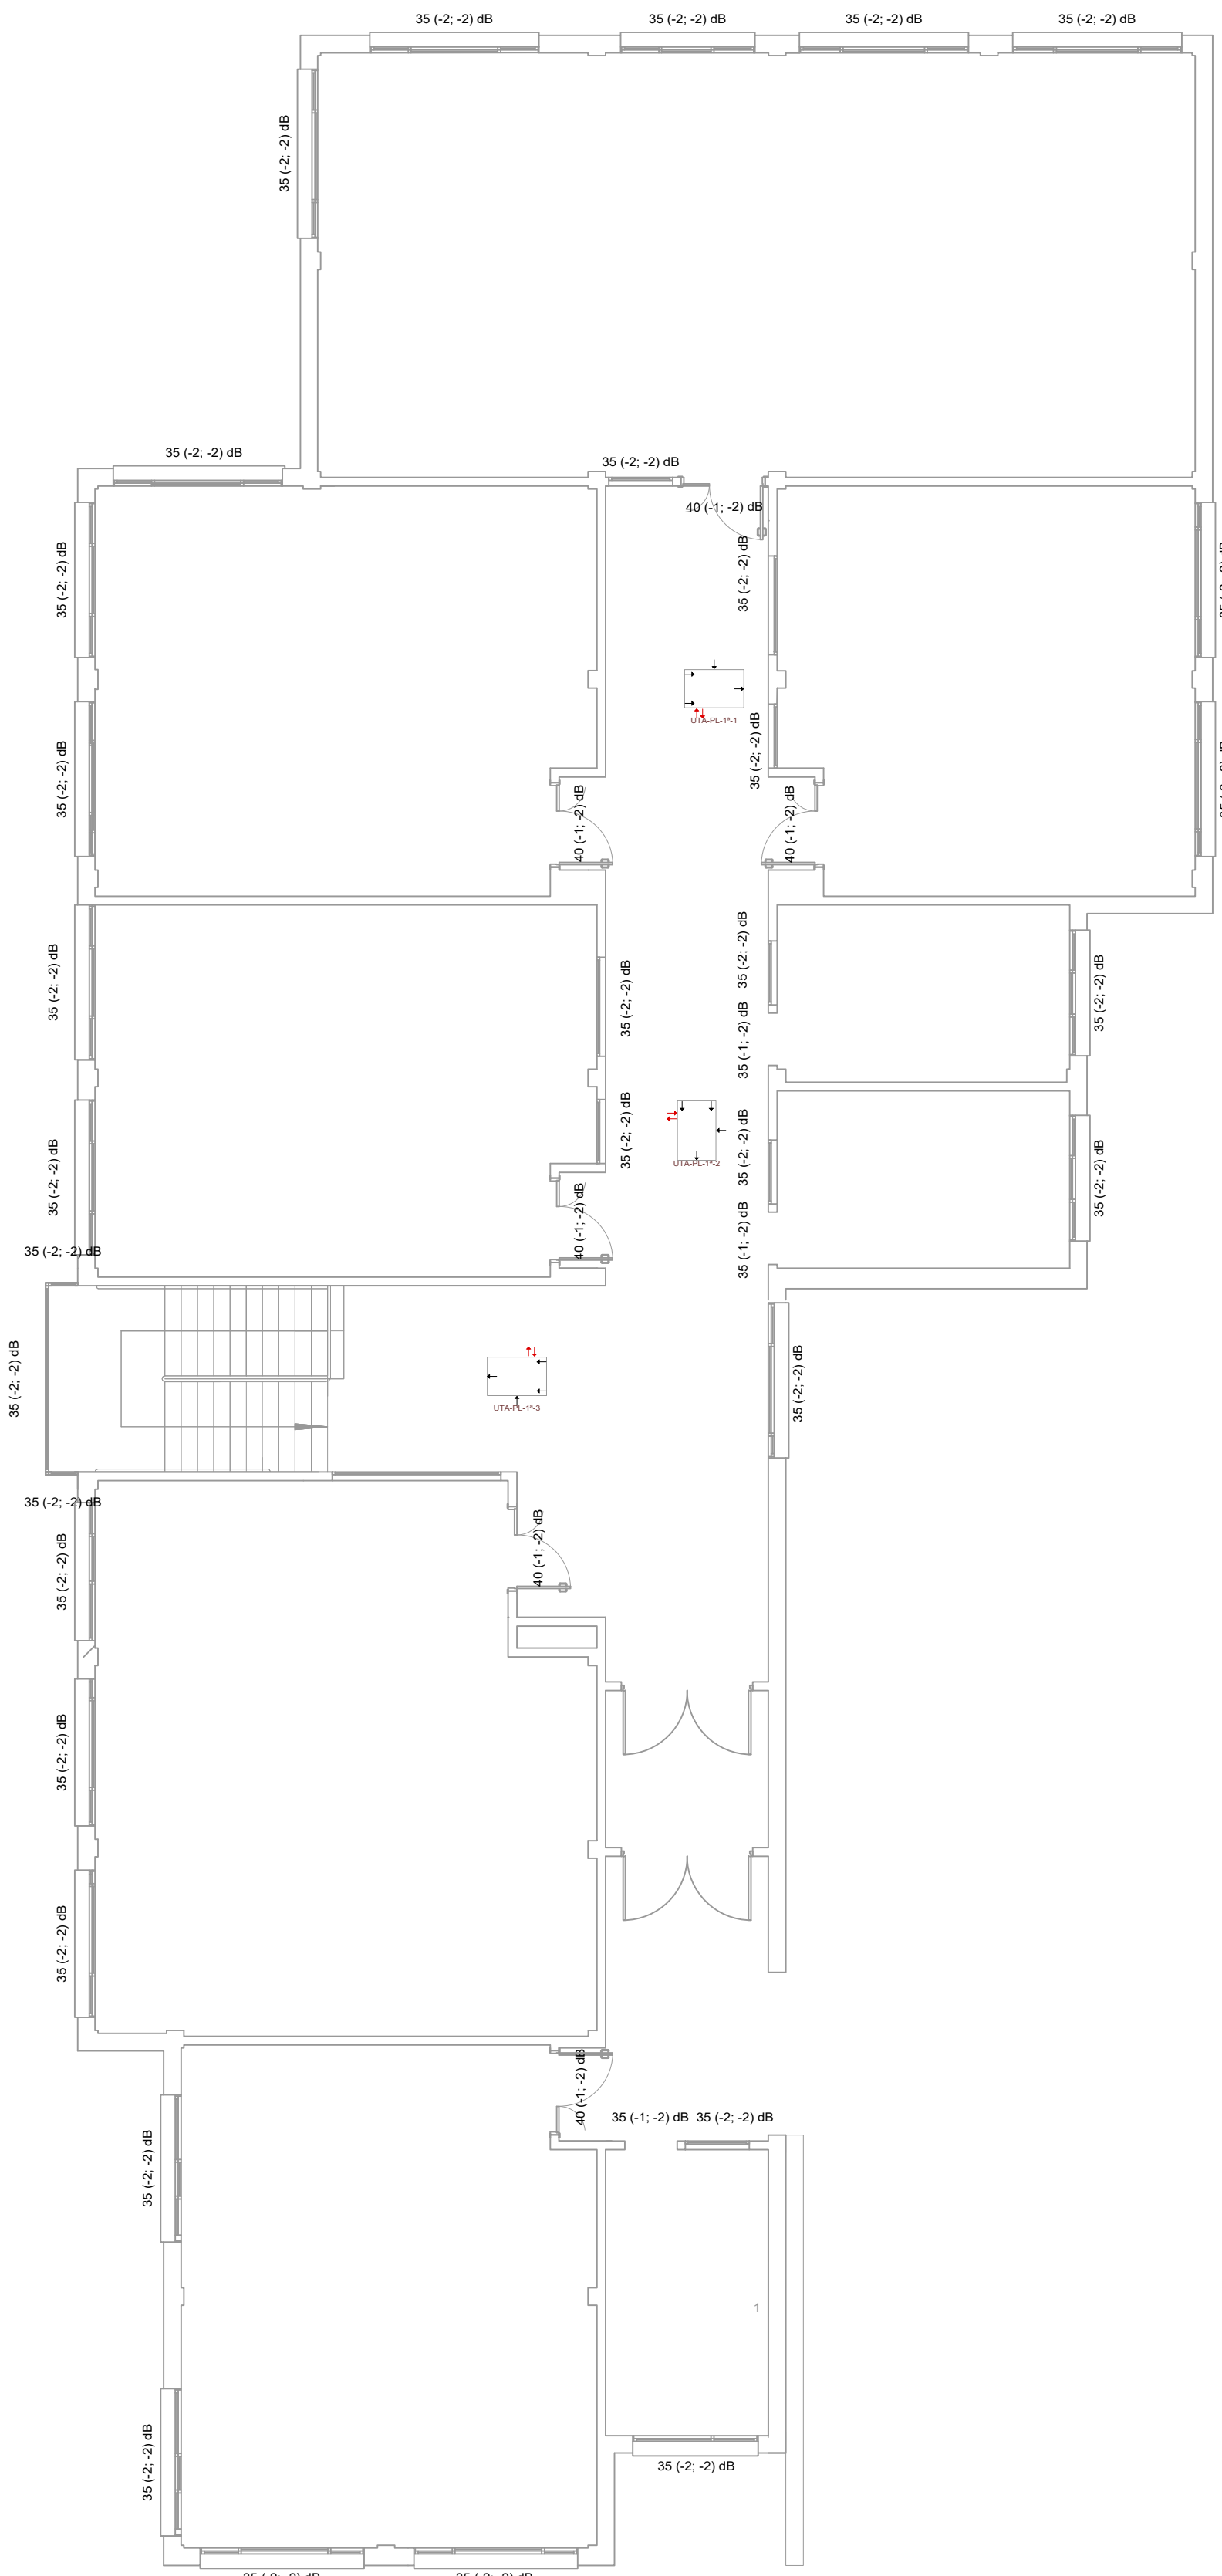 35 (-2; -2) dB
35 (-2; -2) dB
35 (-2; -2) dB
35 (-2; -2) dB
35 (-2; -2) dB
35 (-2; -2) dB
35 (-2; -2) dB
40 (-1; -2) dB
35 (-2; -2) dB
35 (-2; -2) dB
UTA-PL-1ª-1
35 (-2; -2) dB
35 (-2; -2) dB
40 (-1; -2) dB
40 (-1; -2) dB
35 (-2; -2) dB
35 (-2; -2) dB
35 (-2; -2) dB
35 (-2; -2) dB
35 (-1; -2) dB
35 (-2; -2) dB
35 (-2; -2) dB
UTA-PL-1ª-2
35 (-2; -2) dB
35 (-2; -2) dB
40 (-1; -2) dB
35 (-1; -2) dB
35 (-2; -2) dB
35 (-2; -2) dB
35 (-2; -2) dB
UTA-PL-1ª-3
35 (-2; -2) dB
35 (-2; -2) dB
40 (-1; -2) dB
35 (-2; -2) dB
35 (-2; -2) dB
40 (-1; -2) dB
35 (-1; -2) dB 35 (-2; -2) dB
35 (-2; -2) dB
1
35 (-2; -2) dB
35 (-2; -2) dB